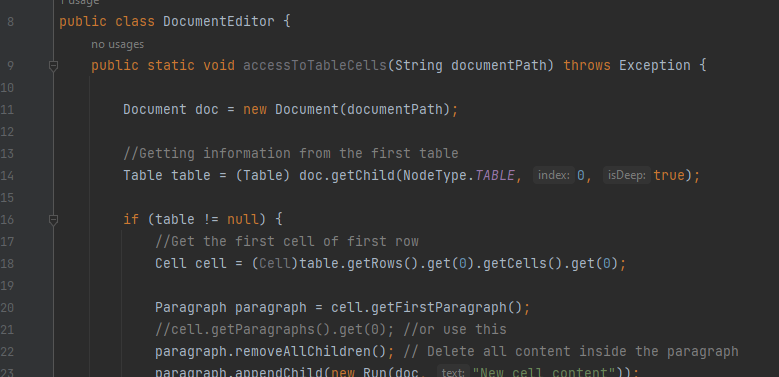 1 usage
8 public class DocumentEditor {
no usages
9 public static void accessToTableCells(String documentPath) throws Exception {
10
11 Document doc = new Document(documentPath);
12
13 //Getting information from the first table
14 Table table = (Table) doc.getChild(NodeType.TABLE, index: 0, isDeep: true);
15
16 if (table != null) {
17 //Get the first cell of first row
18 Cell cell = (Cell)table.getRows().get(0).getCells().get(0);
19
20 Paragraph paragraph = cell.getFirstParagraph();
21 //cell.getParagraphs().get(0); //or use this
22 paragraph.removeAllChildren(); // Delete all content inside the paragraph
23 paragraph.appendChild(new Run(doc, text: "New cell content"));